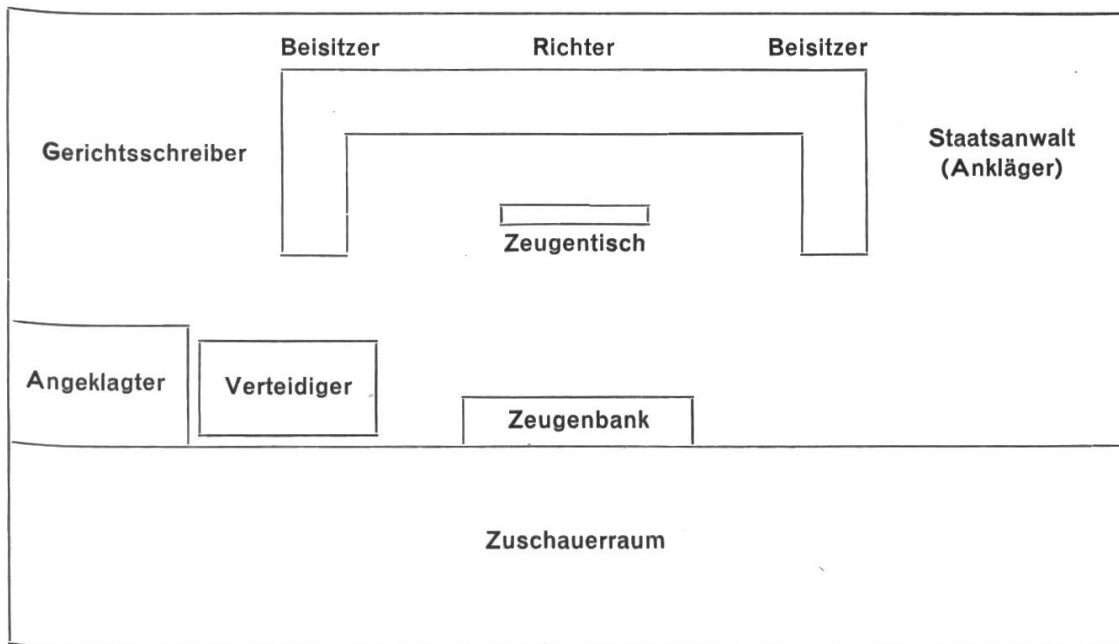 Beisitzer
Richter
Beisitzer
Gerichtsschreiber
Staatsanwalt
(Ankläger)
Zeugentisch
Angeklagter
Verteidiger
Zeugenbank
Zuschauerraum